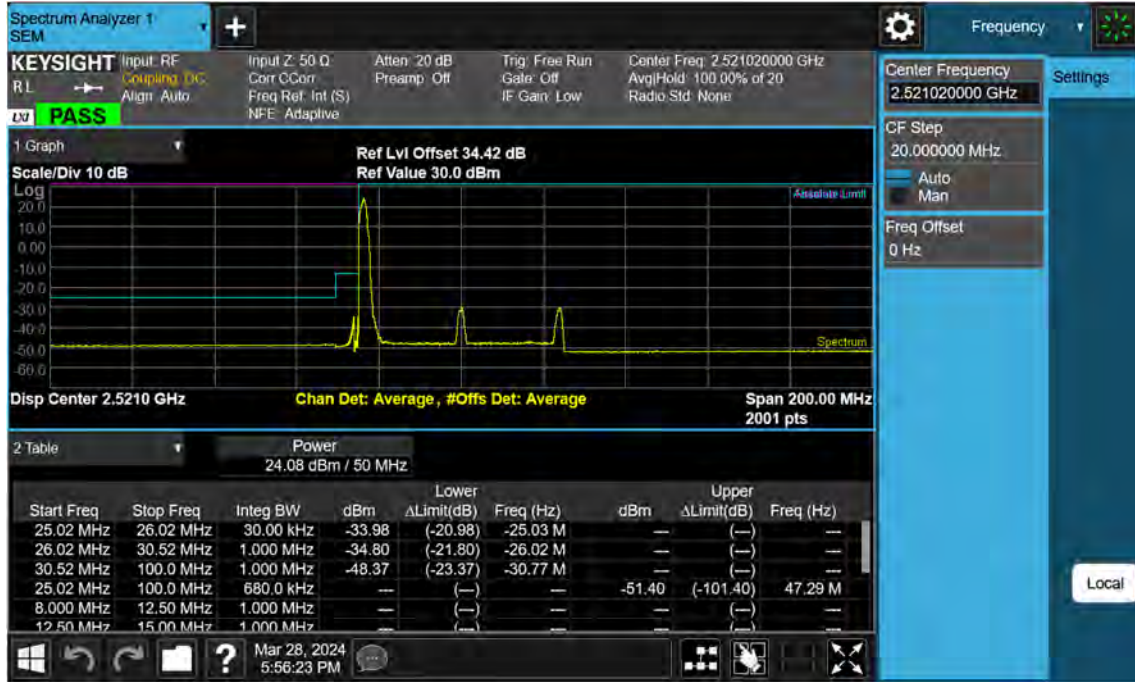 Spectrum Analyzer 1
SEM
+
Frequency
KEYSIGHT
RL
LXI
PASS
Input: RF
Coupling: DC
Align: Auto
Input Z: 50 Ω
Corr CCorr
Freq Ref: Int (S)
NFE: Adaptive
Atten: 20 dB
Preamp: Off
Trig: Free Run
Gate: Off
IF Gain: Low
Center Freq: 2.521020000 GHz
Avg|Hold: 100.00% of 20
Radio Std: None
Center Frequency
2.521020000 GHz
Settings
CF Step
20.000000 MHz
Auto
Man
Freq Offset
0 Hz
Local
1 Graph
Scale/Div 10 dB
Ref Lvl Offset 34.42 dB
Ref Value 30.0 dBm
Log
Absolute Limit
20.0
10.0
0.00
-10.0
-20.0
-30.0
-40.0
-50.0
-60.0
Spectrum
Disp Center 2.5210 GHz
Chan Det: Average, #Offs Det: Average
Span 200.00 MHz
2001 pts
2 Table
Power
24.08 dBm / 50 MHz
Lower Upper
Start Freq Stop Freq Integ BW dBm ΔLimit(dB) Freq (Hz) dBm ΔLimit(dB) Freq (Hz)
25.02 MHz 26.02 MHz 30.00 kHz -33.98 (-20.98) -25.03 M --- (---) ---
26.02 MHz 30.52 MHz 1.000 MHz -34.80 (-21.80) -26.02 M --- (---) ---
30.52 MHz 100.0 MHz 1.000 MHz -48.37 (-23.37) -30.77 M --- (---) ---
25.02 MHz 100.0 MHz 680.0 kHz --- (---) --- -51.40 (-101.40) 47.29 M
8.000 MHz 12.50 MHz 1.000 MHz --- (---) --- --- (---) ---
12.50 MHz 15.00 MHz 1.000 MHz --- (---) --- --- (---) ---
?
Mar 28, 2024
5:56:23 PM